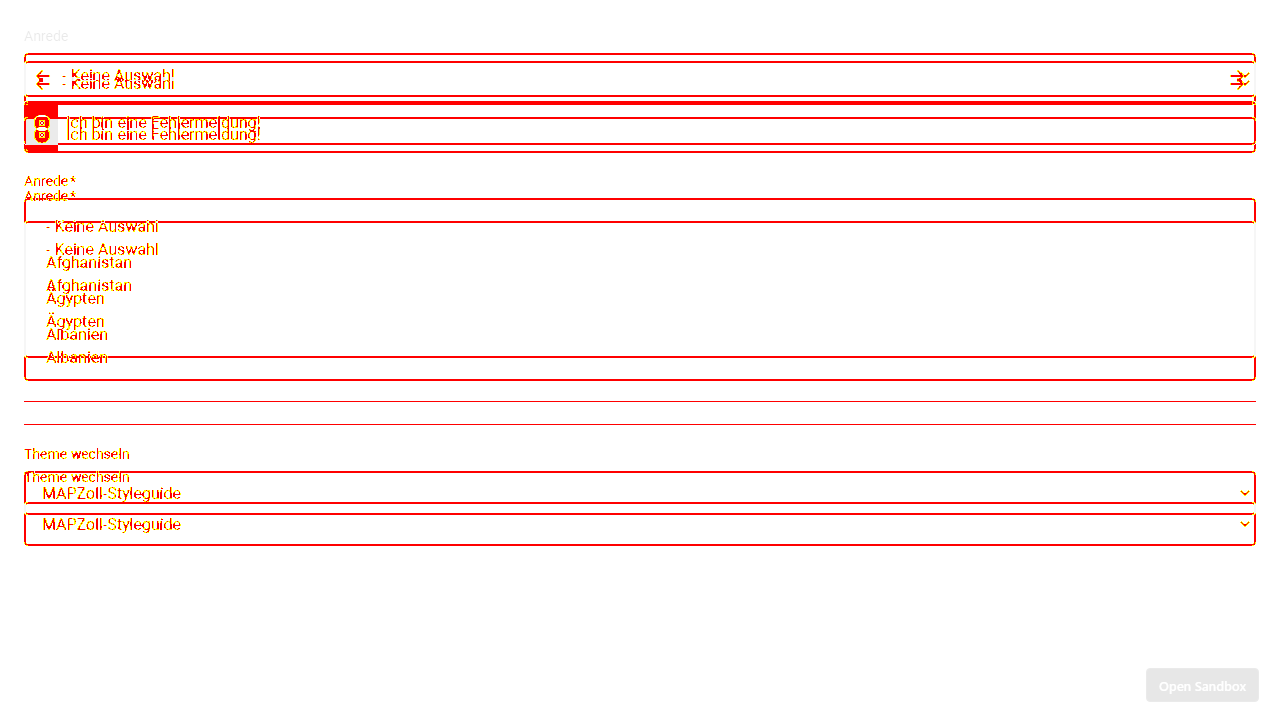 Anrede
- Keine Auswahl
- Keine Auswahl
Ich bin eine Fehlermeldung!
Ich bin eine Fehlermeldung!
Anrede*
Anrede*
- Keine Auswahl
- Keine Auswahl
Afghanistan
Afghanistan
Ägypten
Ägypten
Albanien
Albanien
Theme wechseln
Theme wechseln
MAPZoll-Styleguide
MAPZoll-Styleguide
Open Sandbox